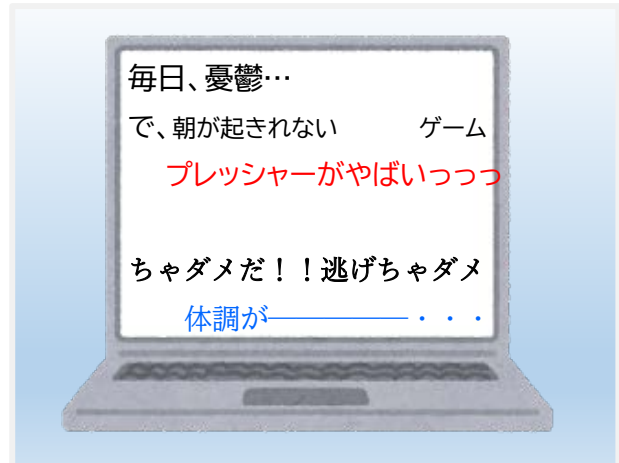 毎日、憂鬱…
で、朝が起きれない　　　ゲーム
プレッシャーがやばいっっっ
ちゃダメだ！！逃げちゃダメ
体調が―――――・・・